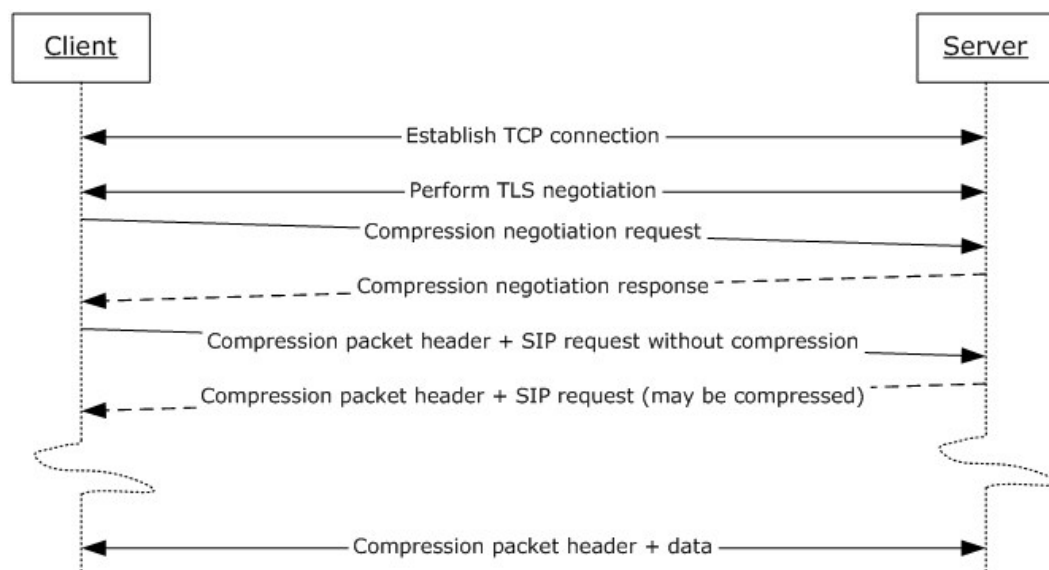 Client
Server
Establish TCP connection
Perform TLS negotiation
Compression negotiation request
Compression negotiation response
Compression packet header + SIP request without compression
Compression packet header + SIP request (may be compressed)
Compression packet header + data